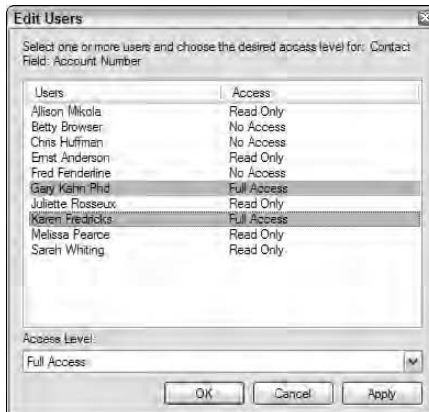 Edit Users
Select one or more users and choose the desired access level for: Contact
Field: Account Number
Users Access
Allison Mikola Read Only
Betty Browser No Access
Chris Huffman No Access
Ernst Anderson Read Only
Fred Fenderline No Access
Gary Kahn Phd Full Access
Juliette Rosseux Read Only
Karen Fredricks Full Access
Melissa Pearce Read Only
Sarah Whiting Read Only
Access Level:
Full Access
OK Cancel Apply